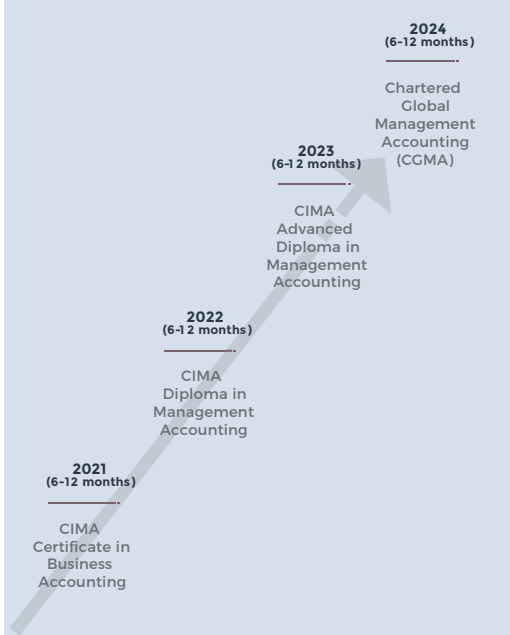 2024
(6-12 months)
Chartered
Global
Management
Accounting
(CGMA)
2023
(6-12 months)
CIMA
Advanced
Diploma in
Management
Accounting
2022
(6-12 months)
CIMA
Diploma in
Management
Accounting
2021
(6-12 months)
CIMA
Certificate in
Business
Accounting